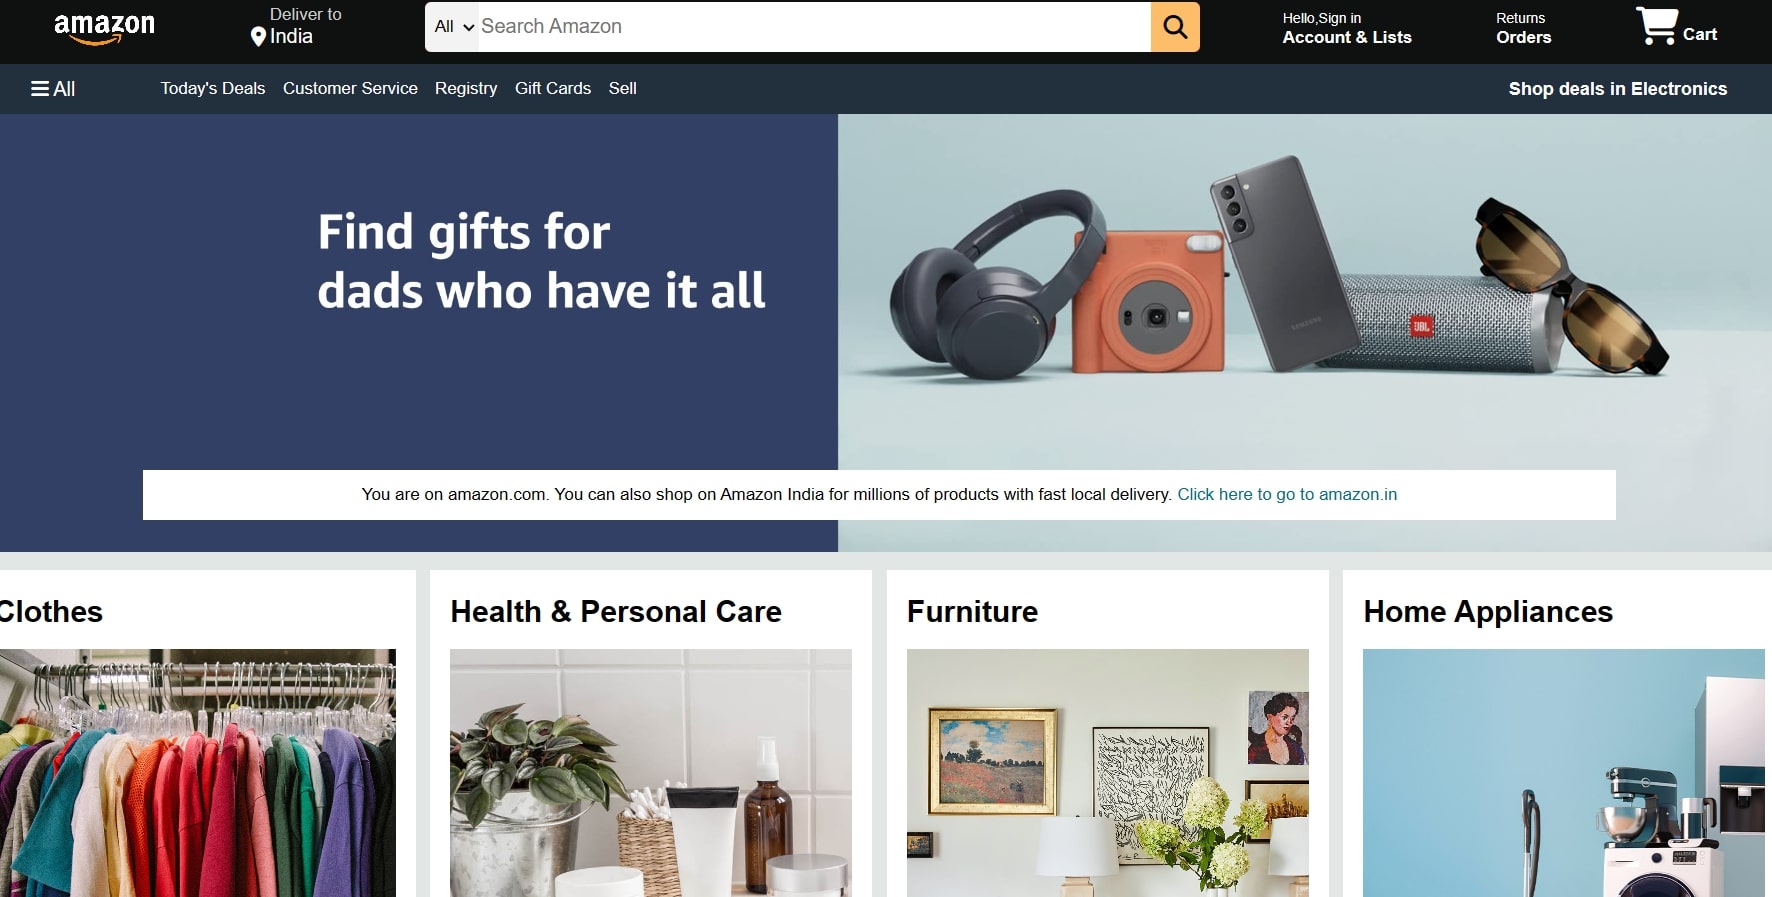 amazon
Deliver to
India
All
Search Amazon
Hello,Sign in
Account & Lists
Returns
Orders
Cart
All
Today's Deals
Customer Service
Registry
Gift Cards
Sell
Shop deals in Electronics
Find gifts for
dads who have it all
SAMSUNG
JBL
You are on amazon.com. You can also shop on Amazon India for millions of products with fast local delivery. Click here to go to amazon.in
Clothes
Health & Personal Care
Furniture
Home Appliances